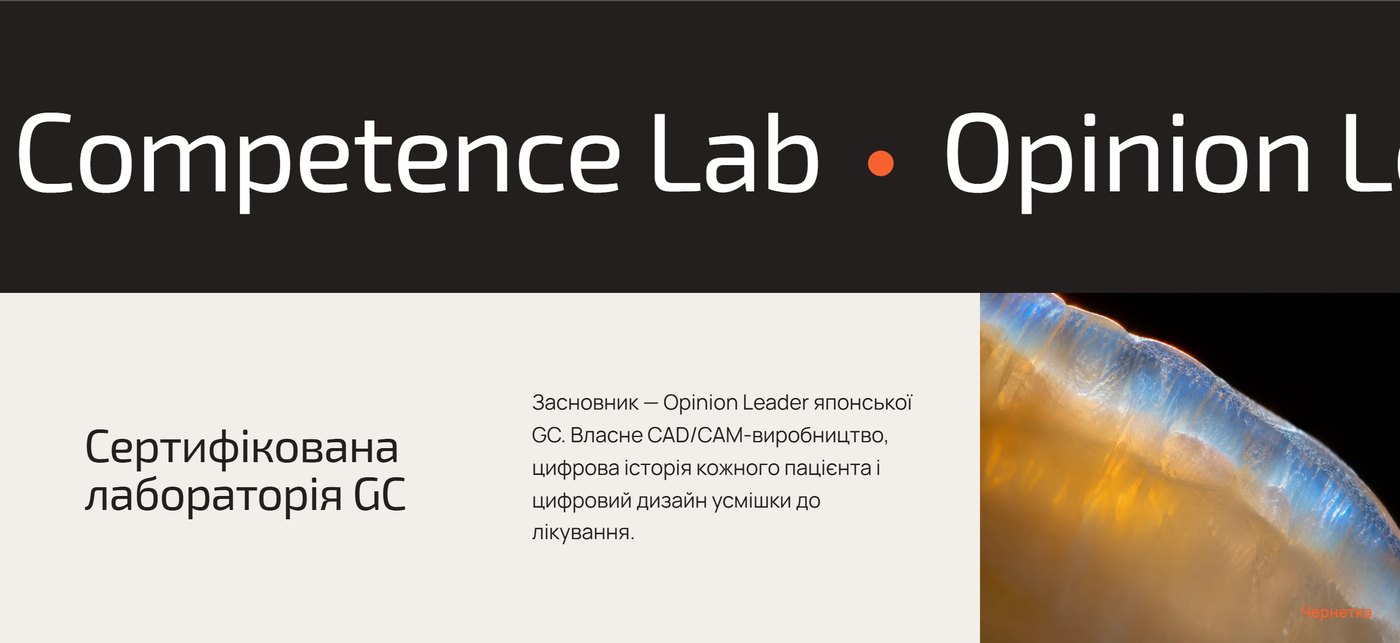 Competence Lab • Opinion
Сертифікована
лабораторія GC
Засновник — Opinion Leader японської
GC. Власне CAD/CAM-виробництво,
цифрова історія кожного пацієнта і
цифровий дизайн усмішки до
лікування.
Чернетка